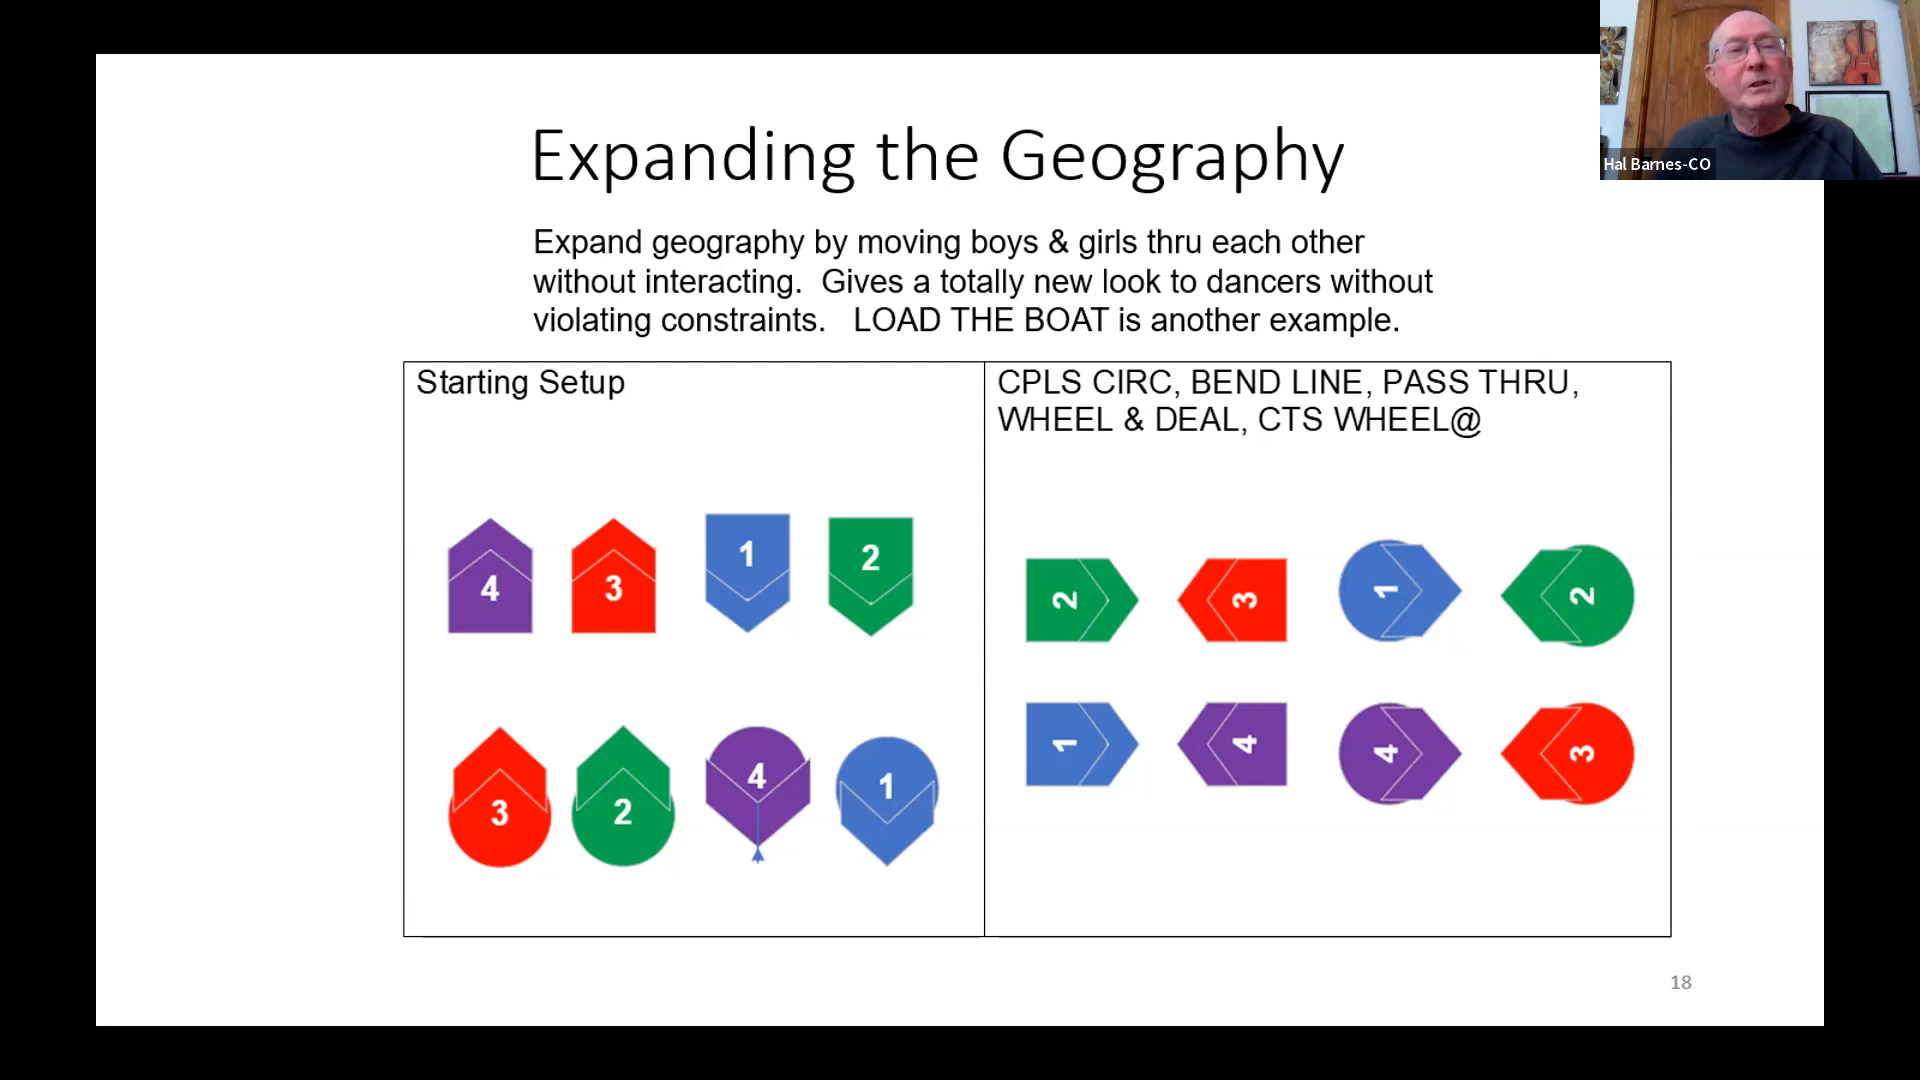 Expanding the Geography
Hal Barnes-CO
Expand geography by moving boys & girls thru each other
without interacting.  Gives a totally new look to dancers without
violating constraints.   LOAD THE BOAT is another example.
Starting Setup
4 3 1 2
3 2 4 1
CPLS CIRC, BEND LINE, PASS THRU,
WHEEL & DEAL, CTS WHEEL@
2 3 1 2
1 4 4 3
18